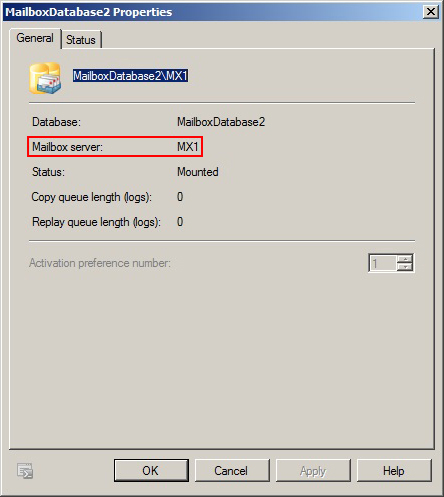 MailboxDatabase2 Properties
General Status
MailboxDatabase2\MX1
Database: MailboxDatabase2
Mailbox server: MX1
Status: Mounted
Copy queue length (logs): 0
Replay queue length (logs): 0
Activation preference number: 1
OK Cancel Apply Help